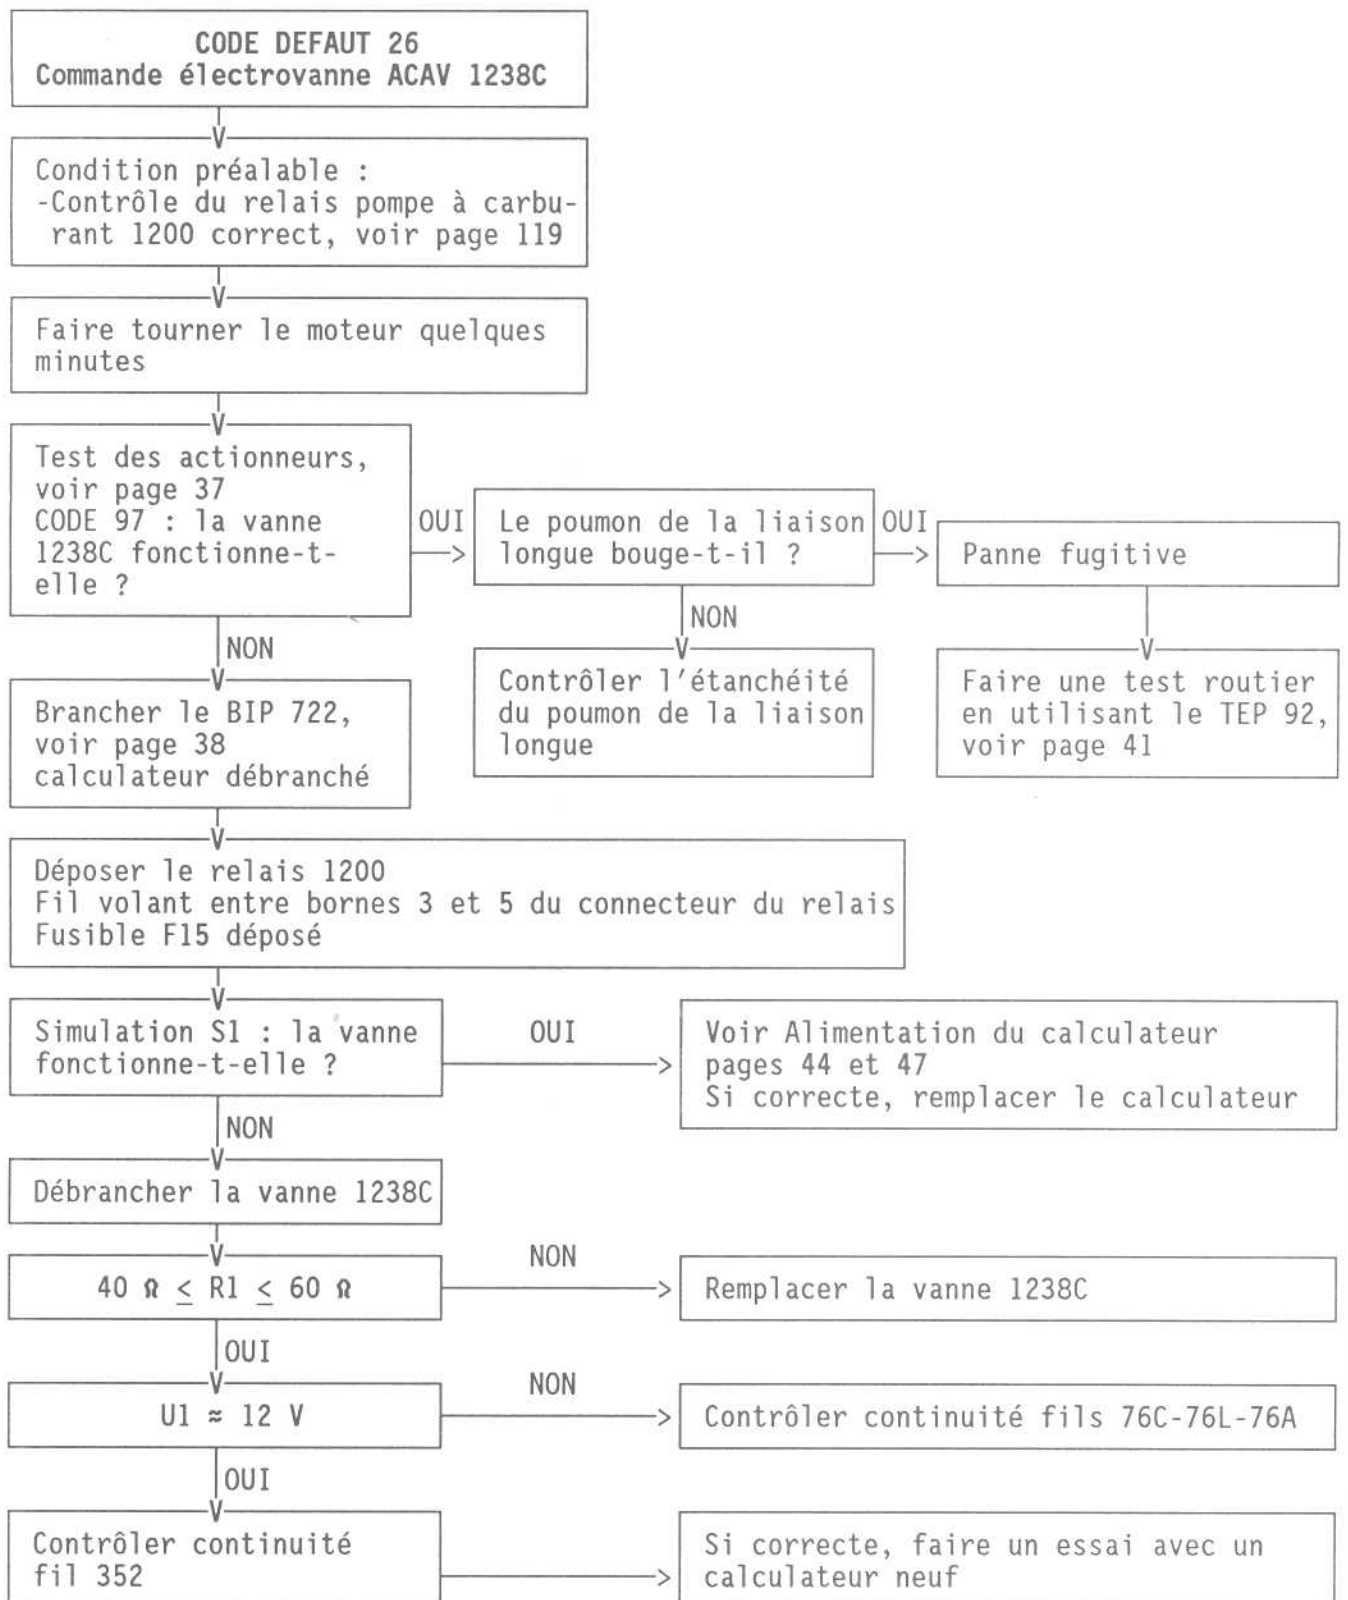 CODE DEFAUT 26
Commande électrovanne ACAV 1238C
Condition préalable :
-Contrôle du relais pompe à carbu-
rant 1200 correct, voir page 119
Faire tourner le moteur quelques
minutes
Test des actionneurs,
voir page 37
CODE 97 : la vanne
1238C fonctionne-t-
elle ?
OUI
Le poumon de la liaison
longue bouge-t-il ?
OUI
Panne fugitive
NON
Contrôler l'étanchéité
du poumon de la liaison
longue
Faire une test routier
en utilisant le TEP 92,
voir page 41
NON
Brancher le BIP 722,
voir page 38
calculateur débranché
Déposer le relais 1200
Fil volant entre bornes 3 et 5 du connecteur du relais
Fusible F15 déposé
Simulation S1 : la vanne
fonctionne-t-elle ?
OUI
Voir Alimentation du calculateur
pages 44 et 47
Si correcte, remplacer le calculateur
NON
Débrancher la vanne 1238C
40 Ω ≤ R1 ≤ 60 Ω
NON
Remplacer la vanne 1238C
OUI
U1 ≈ 12 V
NON
Contrôler continuité fils 76C-76L-76A
OUI
Contrôler continuité
fil 352
Si correcte, faire un essai avec un
calculateur neuf